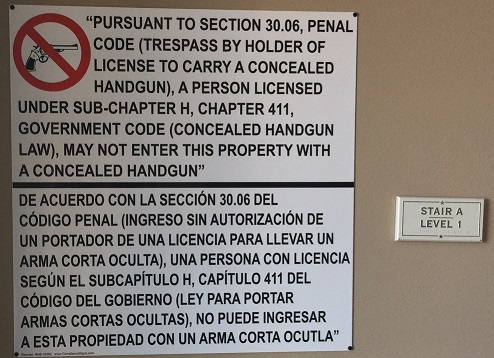 "PURSUANT TO SECTION 30.06, PENAL
CODE (TRESPASS BY HOLDER OF
LICENSE TO CARRY A CONCEALED
HANDGUN), A PERSON LICENSED
UNDER SUB-CHAPTER H, CHAPTER 411,
GOVERNMENT CODE (CONCEALED HANDGUN
LAW), MAY NOT ENTER THIS PROPERTY WITH
A CONCEALED HANDGUN"
DE ACUERDO CON LA SECCIÓN 30.06 DEL
CÓDIGO PENAL (INGRESO SIN AUTORIZACIÓN DE
UN PORTADOR DE UNA LICENCIA PARA LLEVAR UN
ARMA CORTA OCULTA), UNA PERSONA CON LICENCIA
SEGÚN EL SUBCAPÍTULO H, CAPÍTULO 411 DEL
CÓDIGO DEL GOBIERNO (LEY PARA PORTAR
ARMAS CORTAS OCULTAS), NO PUEDE INGRESAR
A ESTA PROPIEDAD CON UN ARMA CORTA OCUTLA"
STAIR A
LEVEL 1